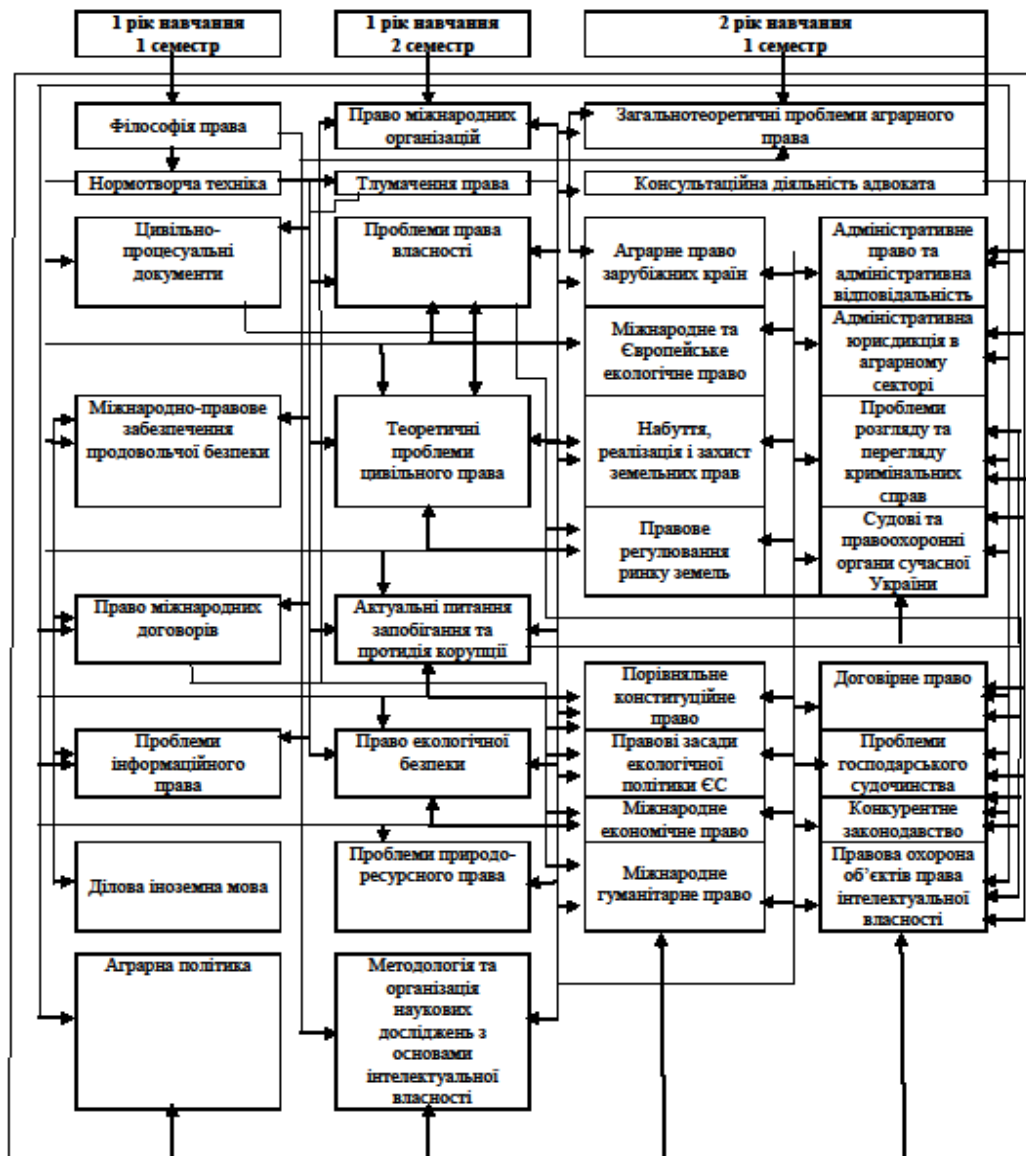 1 рік навчання
1 семестр
1 рік навчання
2 семестр
2 рік навчання
1 семестр
Філософія права
Право міжнародних
організацій
Загальнотеоретичні проблеми аграрного
права
Нормотворча техніка
Тлумачення права
Консультаційна діяльність адвоката
Цивільно-
процесуальні
документи
Проблеми права
власності
Аграрне право
зарубіжних країн
Адміністративне
право та
адміністративна
відповідальність
Міжнародне та
Європейське
екологічне право
Адміністративна
юрисдикція в
аграрному
секторі
Міжнародно-правове
забезпечення
продовольчої безпеки
Теоретичні
проблеми
цивільного права
Набуття,
реалізація і захист
земельних прав
Проблеми
розгляду та
перегляду
кримінальних
справ
Правове
регулювання
ринку земель
Судові та
правоохоронні
органи сучасної
України
Право міжнародних
договорів
Актуальні питання
запобігання та
протидія корупції
Порівняльне
конституційне
право
Договірне право
Проблеми
інформаційного
права
Право екологічної
безпеки
Правові засади
екологічної
політики ЄС
Проблеми
господарського
судочинства
Міжнародне
економічне право
Конкурентне
законодавство
Ділова іноземна мова
Проблеми природо-
ресурсного права
Міжнародне
гуманітарне право
Правова охорона
об’єктів права
інтелектуальної
власності
Аграрна політика
Методологія та
організація
наукових
досліджень з
основами
інтелектуальної
власності